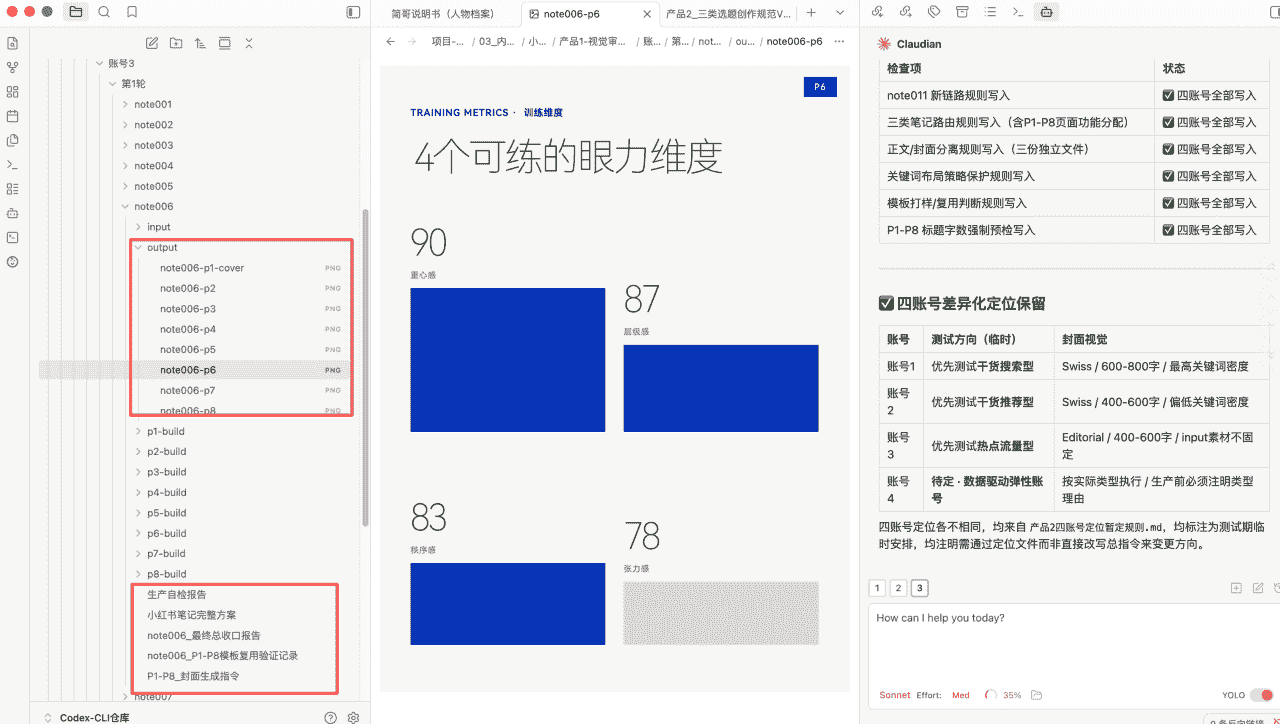 账号3
第1轮
note001
note002
note003
note004
note005
note006
input
output
note006-p1-cover PNG
note006-p2 PNG
note006-p3 PNG
note006-p4 PNG
note006-p5 PNG
note006-p6 PNG
note006-p7 PNG
note006-p8 PNG
p1-build
p2-build
p3-build
p4-build
p5-build
p6-build
p7-build
p8-build
生产自检报告
小红书笔记完整方案
note006_最终总收口报告
note006_P1-P8模板复用验证记录
P1-P8_封面生成指令
note007
Codex-CLI仓库
简哥说明书（人物档案）
note006-p6
产品2_三类选题创作规范V...
项目-... / 03_内... / 小... / 产品1-视觉审... / 账... / 第... / not... / ou... / note006-p6
P6
TRAINING METRICS · 训练维度
4个可练的眼力维度
90
重心感
87
层级感
83
秩序感
78
张力感
Claudian
检查项 状态
note011 新链路规则写入 ✅ 四账号全部写入
三类笔记路由规则写入（含P1-P8页面功能分配） ✅ 四账号全部写入
正文/封面分离规则写入（三份独立文件） ✅ 四账号全部写入
关键词布局策略保护规则写入 ✅ 四账号全部写入
模板打样/复用判断规则写入 ✅ 四账号全部写入
P1-P8 标题字数强制预检写入 ✅ 四账号全部写入
✅ 四账号差异化定位保留
账号 测试方向（临时） 封面视觉
账号1 优先测试干货搜索型 Swiss / 600-800字 / 最高关键词密度
账号2 优先测试干货推荐型 Swiss / 400-600字 / 偏低关键词密度
账号3 优先测试热点流量型 Editorial / 400-600字 / input素材不固定
账号4 待定 · 数据驱动弹性账号 按实际类型执行 / 生产前必须注明类型理由
四账号定位各不相同，均来自 产品2四账号定位暂定规则.md，均标注为测试期临
时安排，均注明需通过定位文件而非直接改写总指令来变更方向。
1 2 3
How can I help you today?
Sonnet Effort: Med 35%
YOLO